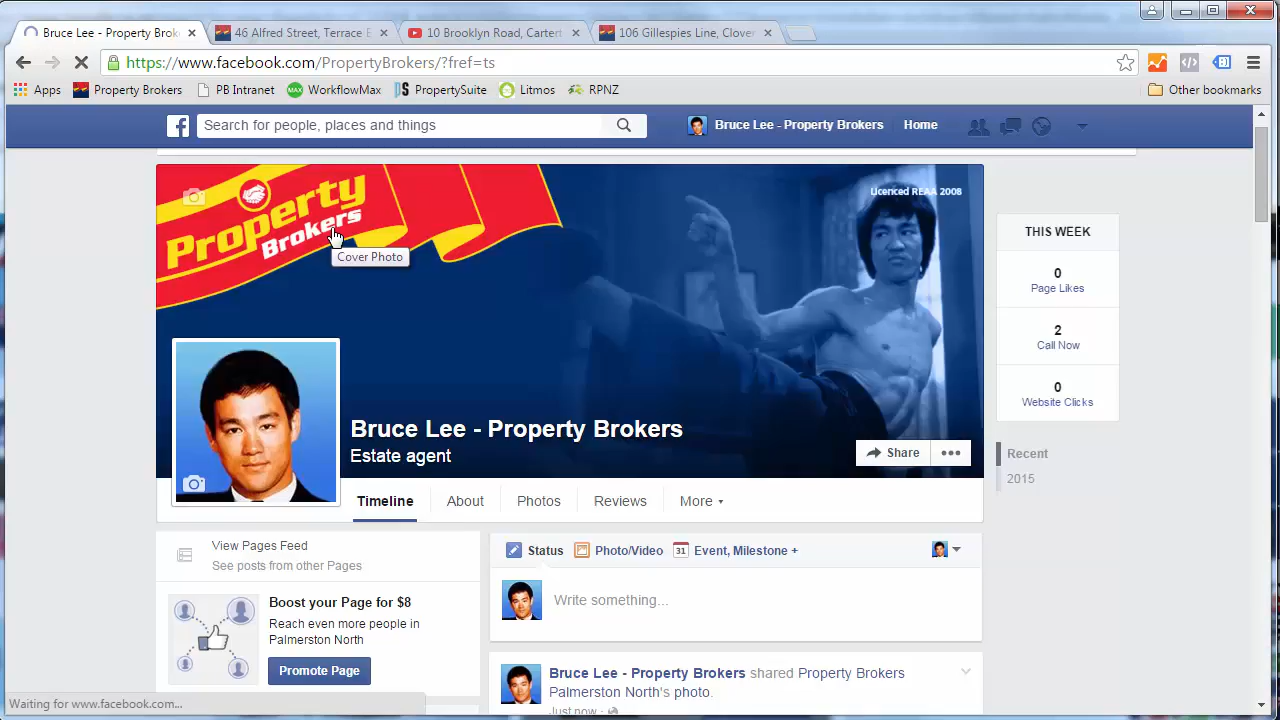 Bruce Lee - Property Brok
46 Alfred Street, Terrace E
10 Brooklyn Road, Cartert
106 Gillespies Line, Clover
https://www.facebook.com/PropertyBrokers/?fref=ts
Apps
Property Brokers
PB Intranet
WorkflowMax
PropertySuite
Litmos
RPNZ
Other bookmarks
Search for people, places and things
Bruce Lee - Property Brokers
Home
Property
Brokers
Licenced REAA 2008
Cover Photo
THIS WEEK
0
Page Likes
2
Call Now
0
Website Clicks
Recent
2015
Bruce Lee - Property Brokers
Estate agent
Share
Timeline
About
Photos
Reviews
More
View Pages Feed
See posts from other Pages
Boost your Page for $8
Reach even more people in
Palmerston North
Promote Page
Status
Photo/Video
31
Event, Milestone +
Write something...
Bruce Lee - Property Brokers shared Property Brokers
Palmerston North's photo.
Just now ·
Waiting for www.facebook.com...